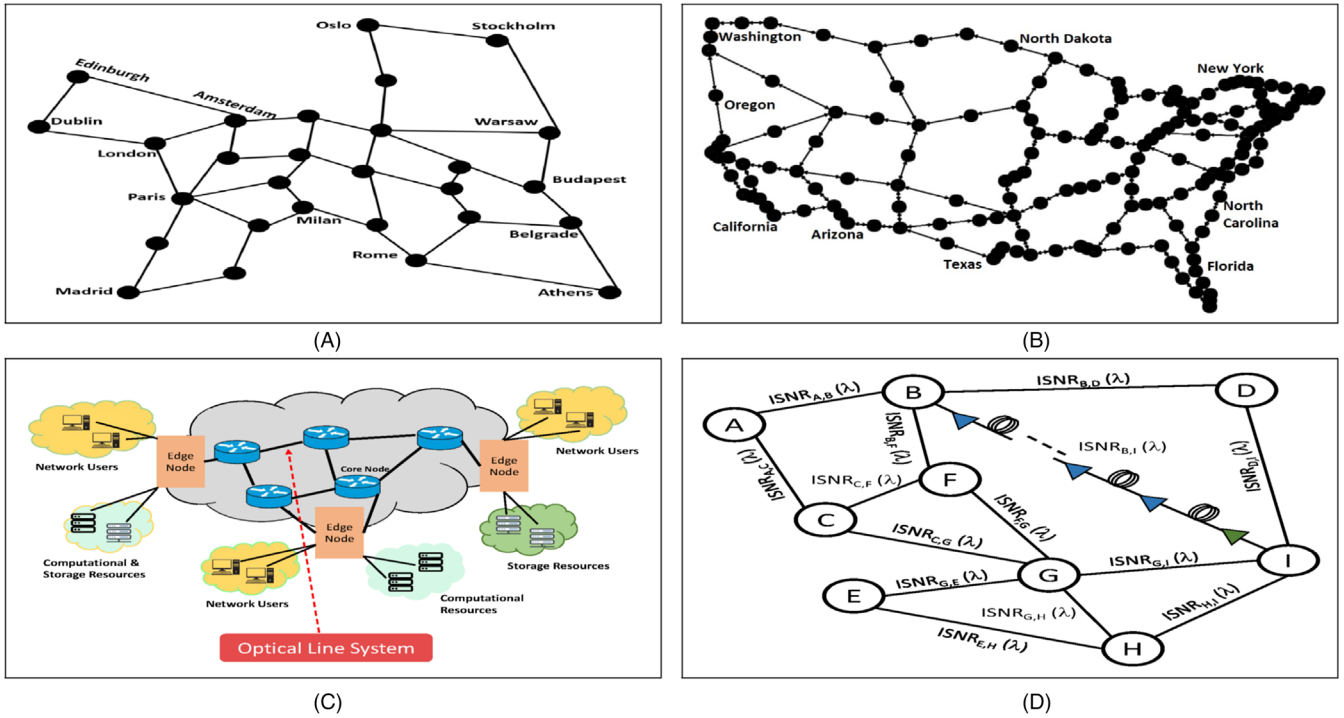 Oslo
Stockholm
Edinburgh
Amsterdam
Dublin
London
Warsaw
Paris
Budapest
Milan
Belgrade
Rome
Madrid
Athens
(A)
Washington
North Dakota
New York
Oregon
California
Arizona
North
Carolina
Texas
Florida
(B)
Network Users
Edge
Node
Core Node
Edge
Node
Network Users
Computational &
Storage Resources
Edge
Node
Storage Resources
Network Users
Computational
Resources
Optical Line System
(C)
ISNR_A,B (λ)
ISNR_B,D (λ)
A
B
D
ISNR_B,F (λ)
ISNR_B,I (λ)
ISNR_D,I (λ)
ISNR_A,C (λ)
ISNR_C,F (λ)
F
C
ISNR_F,G (λ)
ISNR_C,G (λ)
ISNR_G,I (λ)
I
G
ISNR_G,E (λ)
E
ISNR_G,H (λ)
ISNR_H,I (λ)
ISNR_E,H (λ)
H
(D)